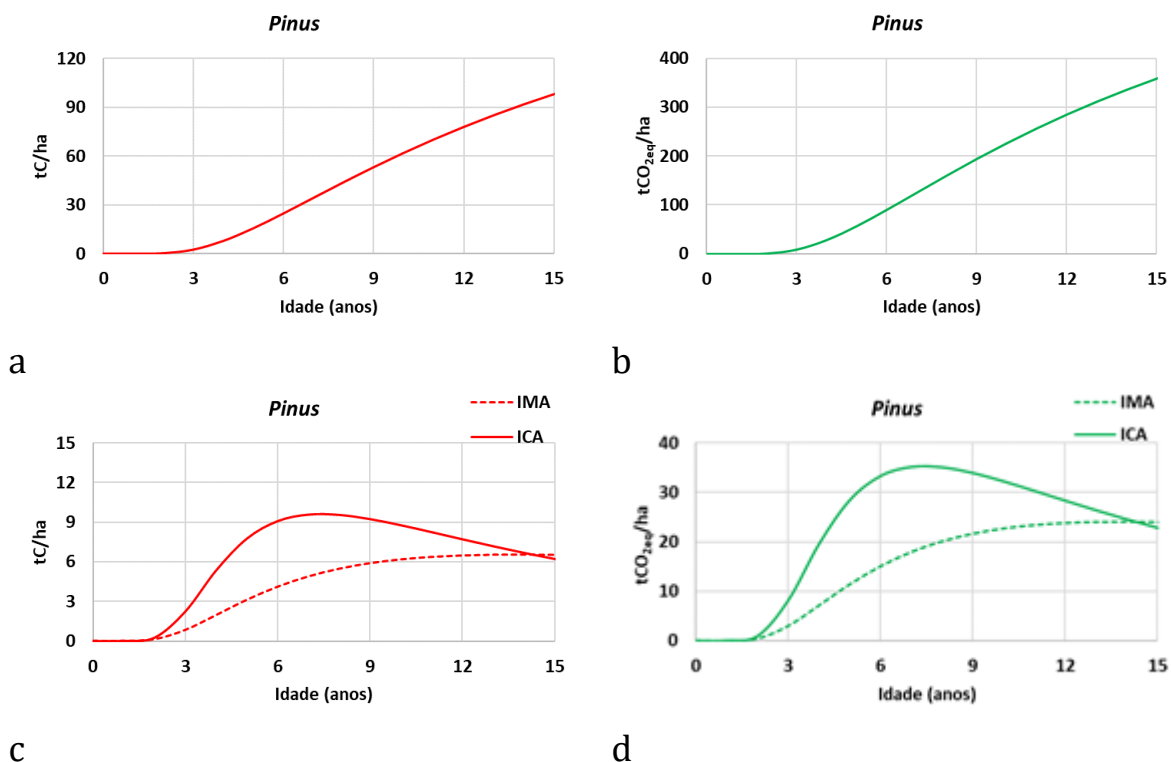 Pinus
120
90
60
30
0
tC/ha
0 3 6 9 12 15
Idade (anos)
a
Pinus
400
300
200
100
0
tCO2eq/ha
0 3 6 9 12 15
Idade (anos)
b
Pinus
IMA
ICA
15
12
9
6
3
0
tC/ha
0 3 6 9 12 15
Idade (anos)
c
Pinus
IMA
ICA
40
30
20
10
0
tCO2eq/ha
0 3 6 9 12 15
Idade (anos)
d